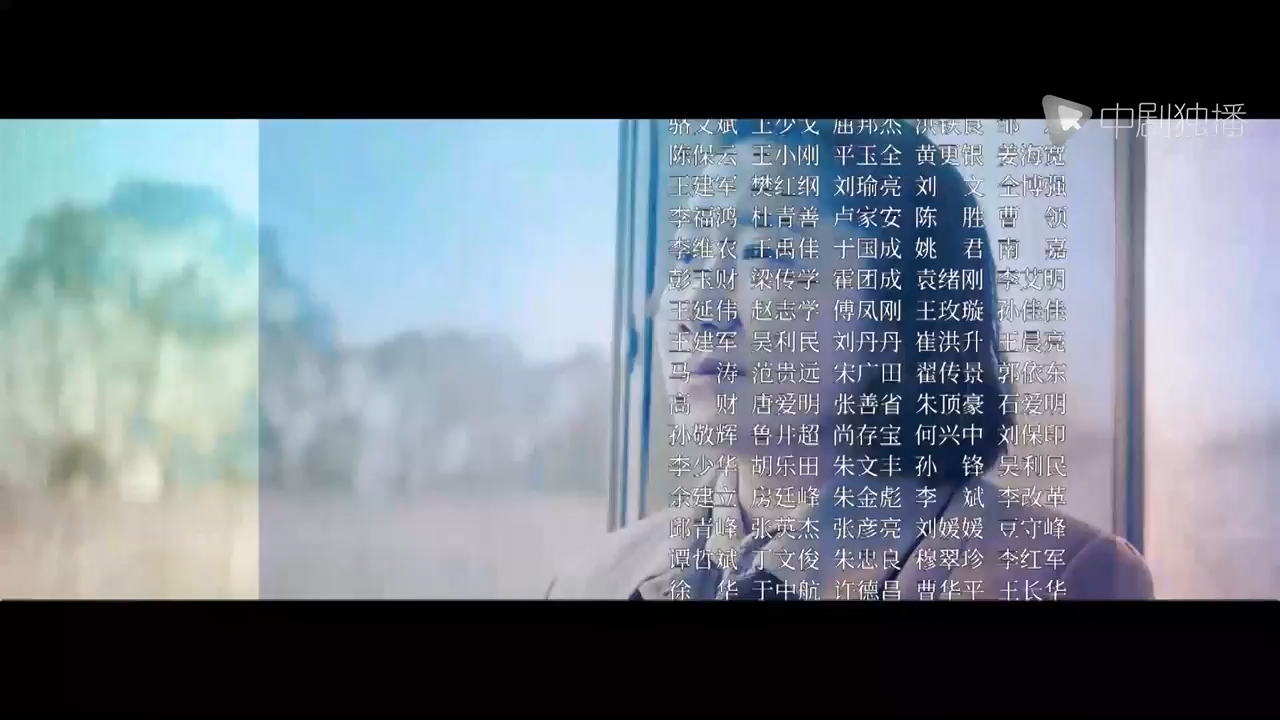 中剧独播
陈保云 王小刚 平玉全 黄更银 姜海宽
王建军 樊红纲 刘瑜亮 刘 文 仝博强
李福鸿 杜青善 卢家安 陈 胜 曹 领
李维农 王禹佳 于国成 姚 君 南 嘉
彭玉财 梁传学 霍团成 袁绪刚 李艾明
王延伟 赵志学 傅凤刚 王玫璇 孙佳佳
王建军 吴利民 刘丹丹 崔洪升 王晨亮
马 涛 范贵远 宋广田 翟传景 郭依东
高 财 唐爱明 张善省 朱顶豪 石爱明
孙敬辉 鲁井超 尚存宝 何兴中 刘保印
李少华 胡乐田 朱文丰 孙 锋 吴利民
余建立 房廷峰 朱金彪 李 斌 李改革
邱青峰 张英杰 张彦亮 刘媛媛 豆守峰
谭哲斌 丁文俊 朱忠良 穆翠珍 李红军
徐 华 于中航 许德昌 曹华平 王长华